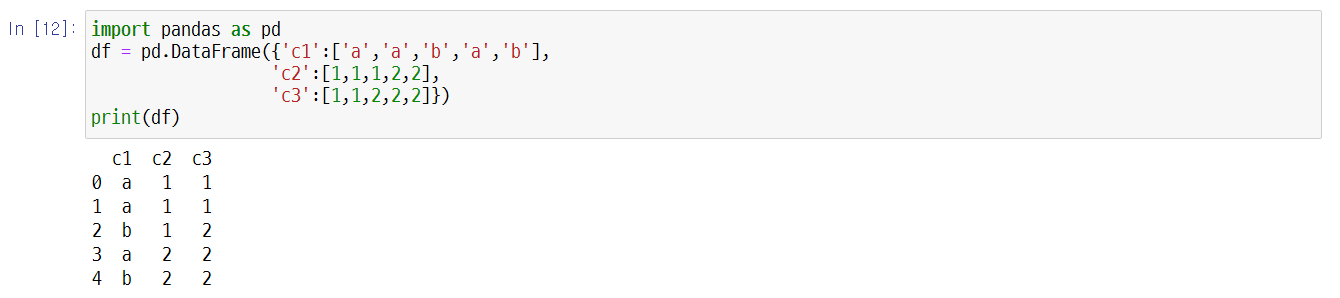 In [12]: import pandas as pd
df = pd.DataFrame({'c1':['a','a','b','a','b'],
                   'c2':[1,1,1,2,2],
                   'c3':[1,1,2,2,2]})
print(df)
  c1  c2  c3
0  a   1   1
1  a   1   1
2  b   1   2
3  a   2   2
4  b   2   2